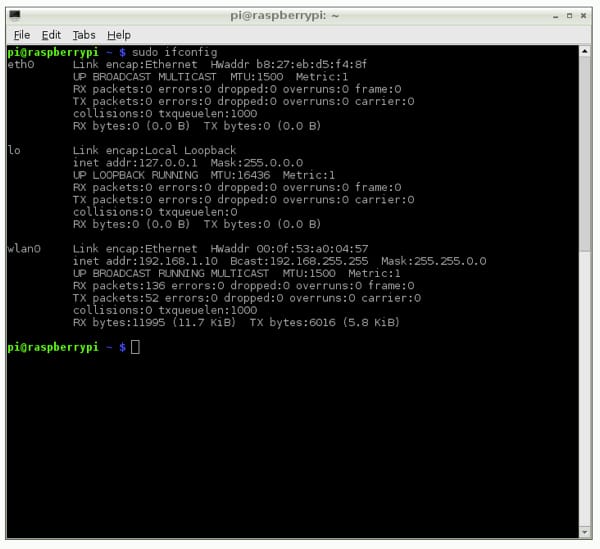 pi@raspberrypi: ~
File Edit Tabs Help
pi@raspberrypi ~ $ sudo ifconfig
eth0 Link encap:Ethernet HWaddr b8:27:eb:d5:f4:8f
UP BROADCAST MULTICAST MTU:1500 Metric:1
RX packets:0 errors:0 dropped:0 overruns:0 frame:0
TX packets:0 errors:0 dropped:0 overruns:0 carrier:0
collisions:0 txqueuelen:1000
RX bytes:0 (0.0 B) TX bytes:0 (0.0 B)
lo Link encap:Local Loopback
inet addr:127.0.0.1 Mask:255.0.0.0
UP LOOPBACK RUNNING MTU:16436 Metric:1
RX packets:0 errors:0 dropped:0 overruns:0 frame:0
TX packets:0 errors:0 dropped:0 overruns:0 carrier:0
collisions:0 txqueuelen:0
RX bytes:0 (0.0 B) TX bytes:0 (0.0 B)
wlan0 Link encap:Ethernet HWaddr 00:0f:53:a0:04:57
inet addr:192.168.1.10 Bcast:192.168.255.255 Mask:255.255.0.0
UP BROADCAST RUNNING MULTICAST MTU:1500 Metric:1
RX packets:136 errors:0 dropped:0 overruns:0 frame:0
TX packets:52 errors:0 dropped:0 overruns:0 carrier:0
collisions:0 txqueuelen:1000
RX bytes:11995 (11.7 KiB) TX bytes:6016 (5.8 KiB)
pi@raspberrypi ~ $